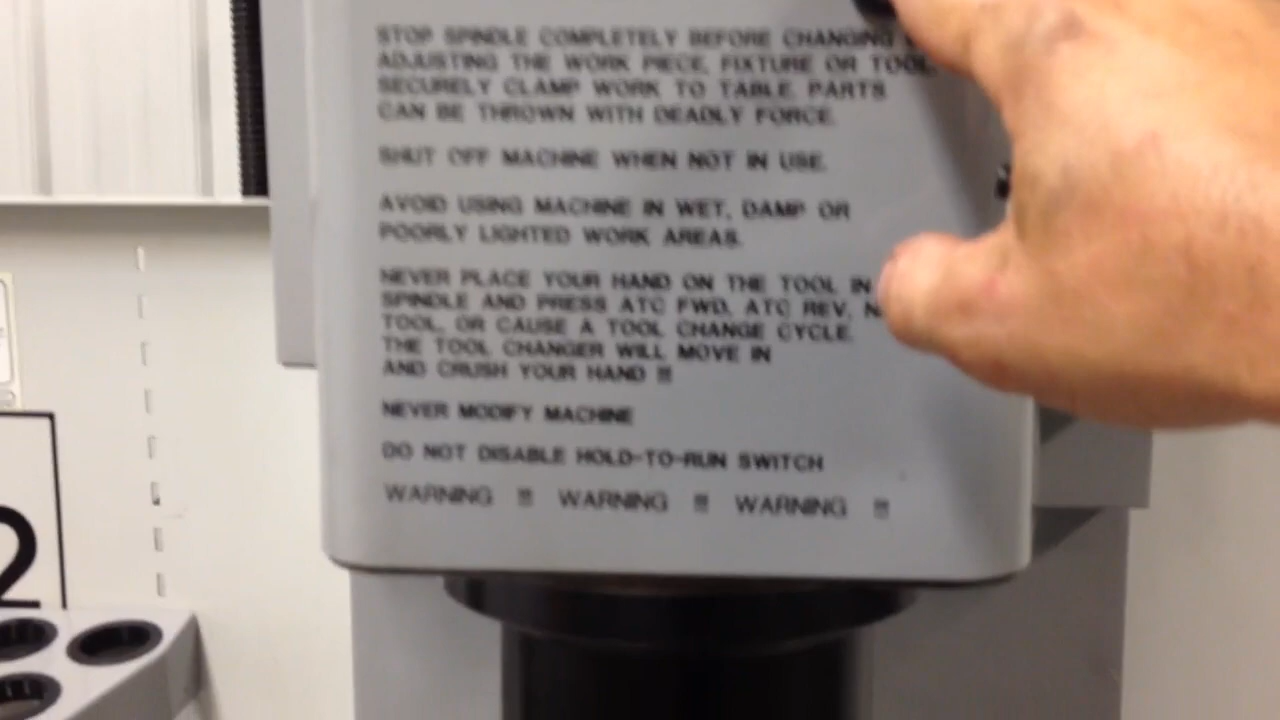 STOP SPINDLE COMPLETELY BEFORE CHANGING
ADJUSTING THE WORK PIECE, FIXTURE OR TOOL
SECURELY CLAMP WORK TO TABLE. PARTS
CAN BE THROWN WITH DEADLY FORCE.
SHUT OFF MACHINE WHEN NOT IN USE.
AVOID USING MACHINE IN WET, DAMP OR
POORLY LIGHTED WORK AREAS.
NEVER PLACE YOUR HAND ON THE TOOL IN
SPINDLE AND PRESS ATC FWD, ATC REV,
TOOL, OR CAUSE A TOOL CHANGE CYCLE.
THE TOOL CHANGER WILL MOVE IN
AND CRUSH YOUR HAND !!!
NEVER MODIFY MACHINE
DO NOT DISABLE HOLD-TO-RUN SWITCH
WARNING !!! WARNING !!! WARNING !!!
2